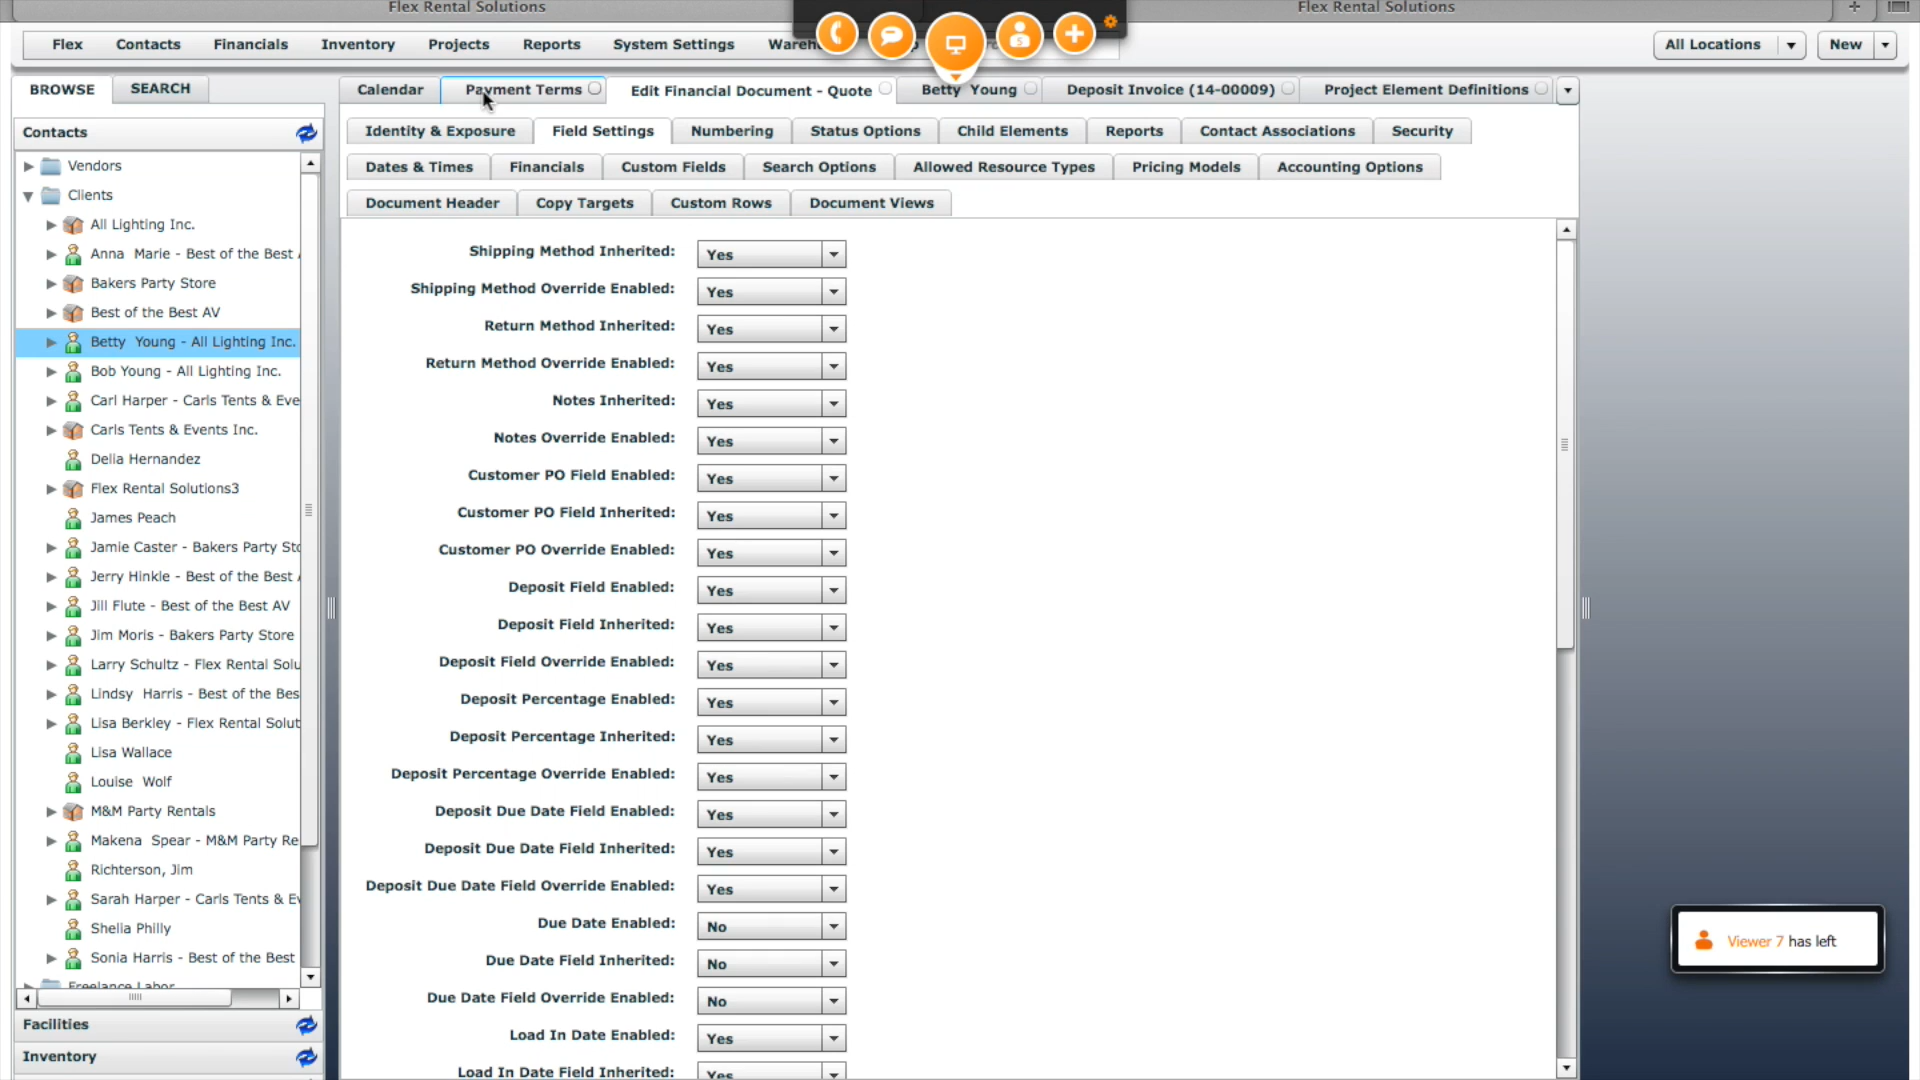 Flex Rental Solutions
Flex Rental Solutions
Flex Contacts Financials Inventory Projects Reports System Settings
All Locations
New
BROWSE SEARCH
Calendar Payment Terms Edit Financial Document - Quote Betty Young Deposit Invoice (14-00009) Project Element Definitions
Identity & Exposure Field Settings Numbering Status Options Child Elements Reports Contact Associations Security
Dates & Times Financials Custom Fields Search Options Allowed Resource Types Pricing Models Accounting Options
Document Header Copy Targets Custom Rows Document Views
Contacts
Vendors
Clients
All Lighting Inc.
Anna Marie - Best of the Best
Bakers Party Store
Best of the Best AV
Betty Young - All Lighting Inc.
Bob Young - All Lighting Inc.
Carl Harper - Carls Tents & Eve
Carls Tents & Events Inc.
Delia Hernandez
Flex Rental Solutions3
James Peach
Jamie Caster - Bakers Party Sto
Jerry Hinkle - Best of the Best
Jill Flute - Best of the Best AV
Jim Moris - Bakers Party Store
Larry Schultz - Flex Rental Solu
Lindsy Harris - Best of the Bes
Lisa Berkley - Flex Rental Solut
Lisa Wallace
Louise Wolf
M&M Party Rentals
Makena Spear - M&M Party Re
Richterson, Jim
Sarah Harper - Carls Tents & Ev
Shelia Philly
Sonia Harris - Best of the Best
Freelance Labor
Facilities
Inventory
Shipping Method Inherited: Yes
Shipping Method Override Enabled: Yes
Return Method Inherited: Yes
Return Method Override Enabled: Yes
Notes Inherited: Yes
Notes Override Enabled: Yes
Customer PO Field Enabled: Yes
Customer PO Field Inherited: Yes
Customer PO Override Enabled: Yes
Deposit Field Enabled: Yes
Deposit Field Inherited: Yes
Deposit Field Override Enabled: Yes
Deposit Percentage Enabled: Yes
Deposit Percentage Inherited: Yes
Deposit Percentage Override Enabled: Yes
Deposit Due Date Field Enabled: Yes
Deposit Due Date Field Inherited: Yes
Deposit Due Date Field Override Enabled: Yes
Due Date Enabled: No
Due Date Field Inherited: No
Due Date Field Override Enabled: No
Load In Date Enabled: Yes
Load In Date Field Inherited: Yes
Viewer 7 has left